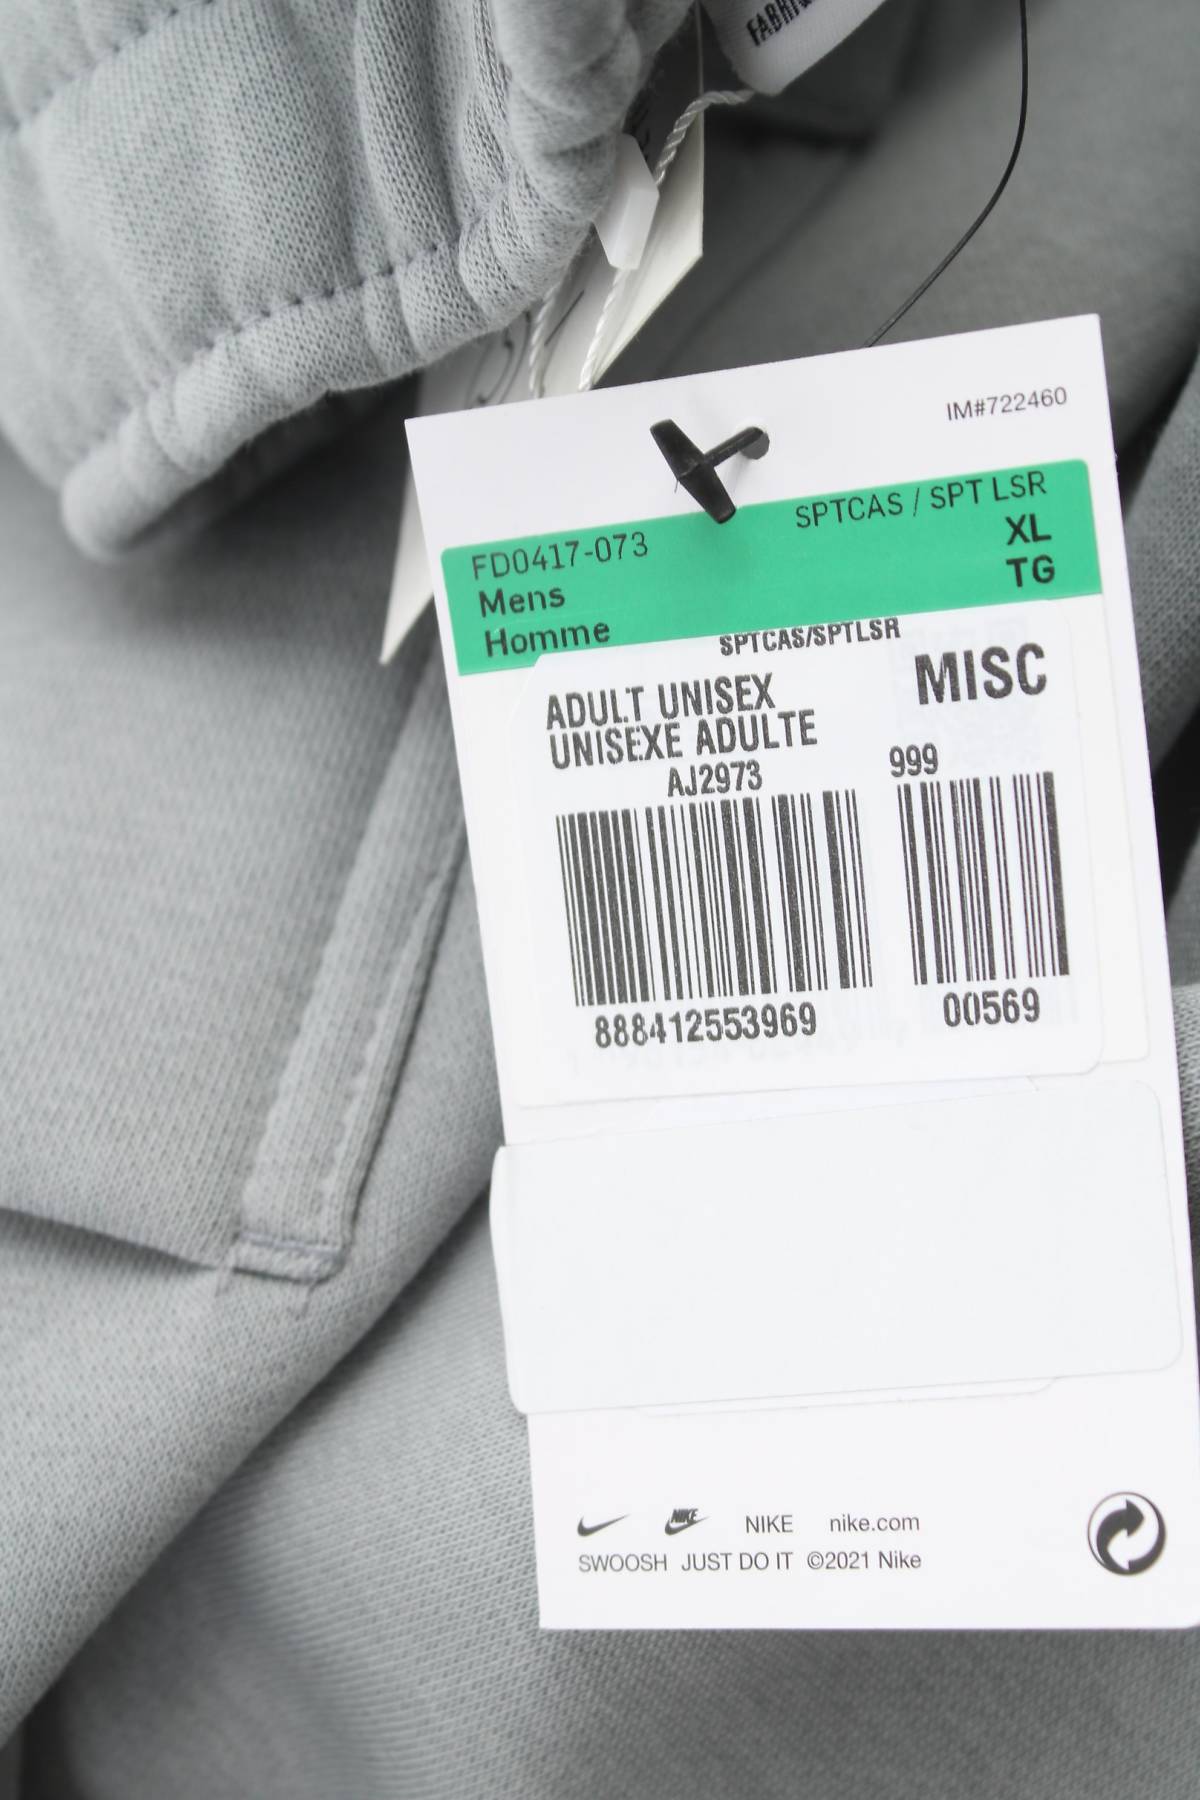 IM#722460
SPTCAS / SPT LSR
FD0417-073
XL
Mens
TG
Homme
SPTCAS/SPTLSR
ADULT UNISEX
MISC
UNISEXE ADULTE
AJ2973
999
888412553969
00569
NIKE
NIKE nike.com
SWOOSH JUST DO IT ©2021 Nike